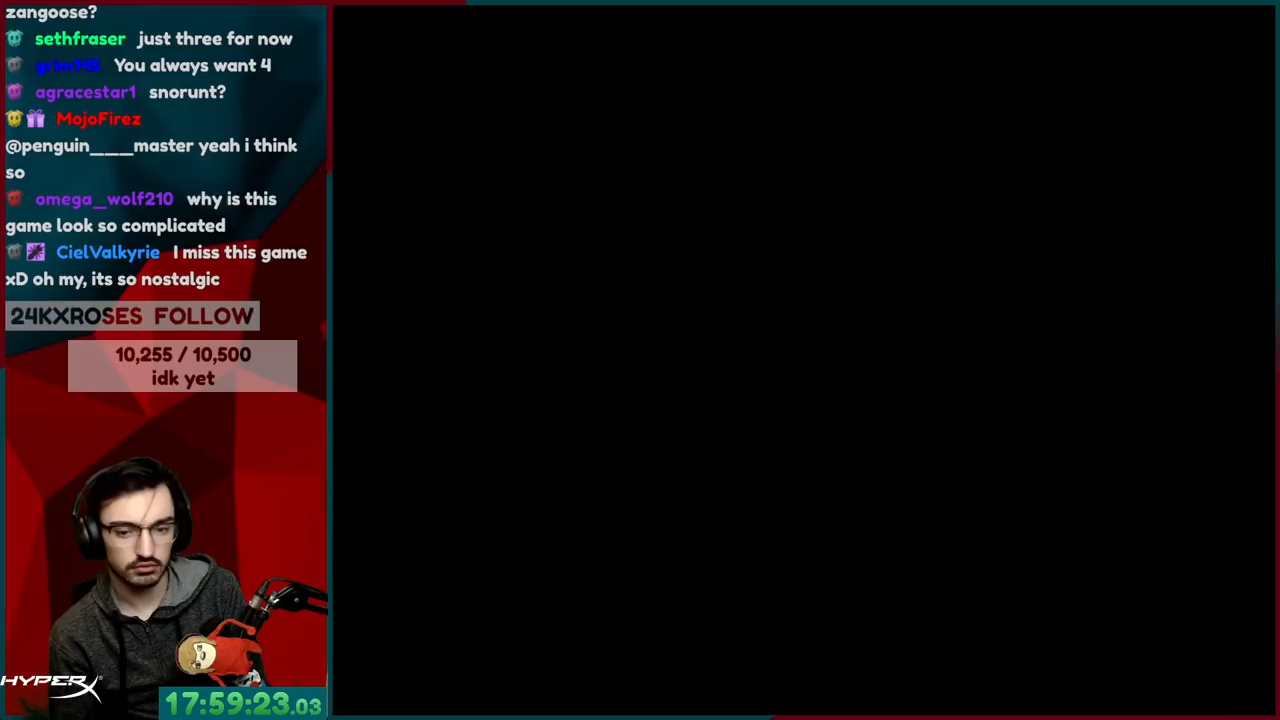 zangoose?
sethfraser just three for now
grim145 You always want 4
agracestar1 snorunt?
MojoFirez
@penguin___master yeah i think
so
omega_wolf210 why is this
game look so complicated
CielValkyrie I miss this game
xD oh my, its so nostalgic
24KXROSES FOLLOW
10,255 / 10,500
idk yet
HYPERX
17:59:23.03